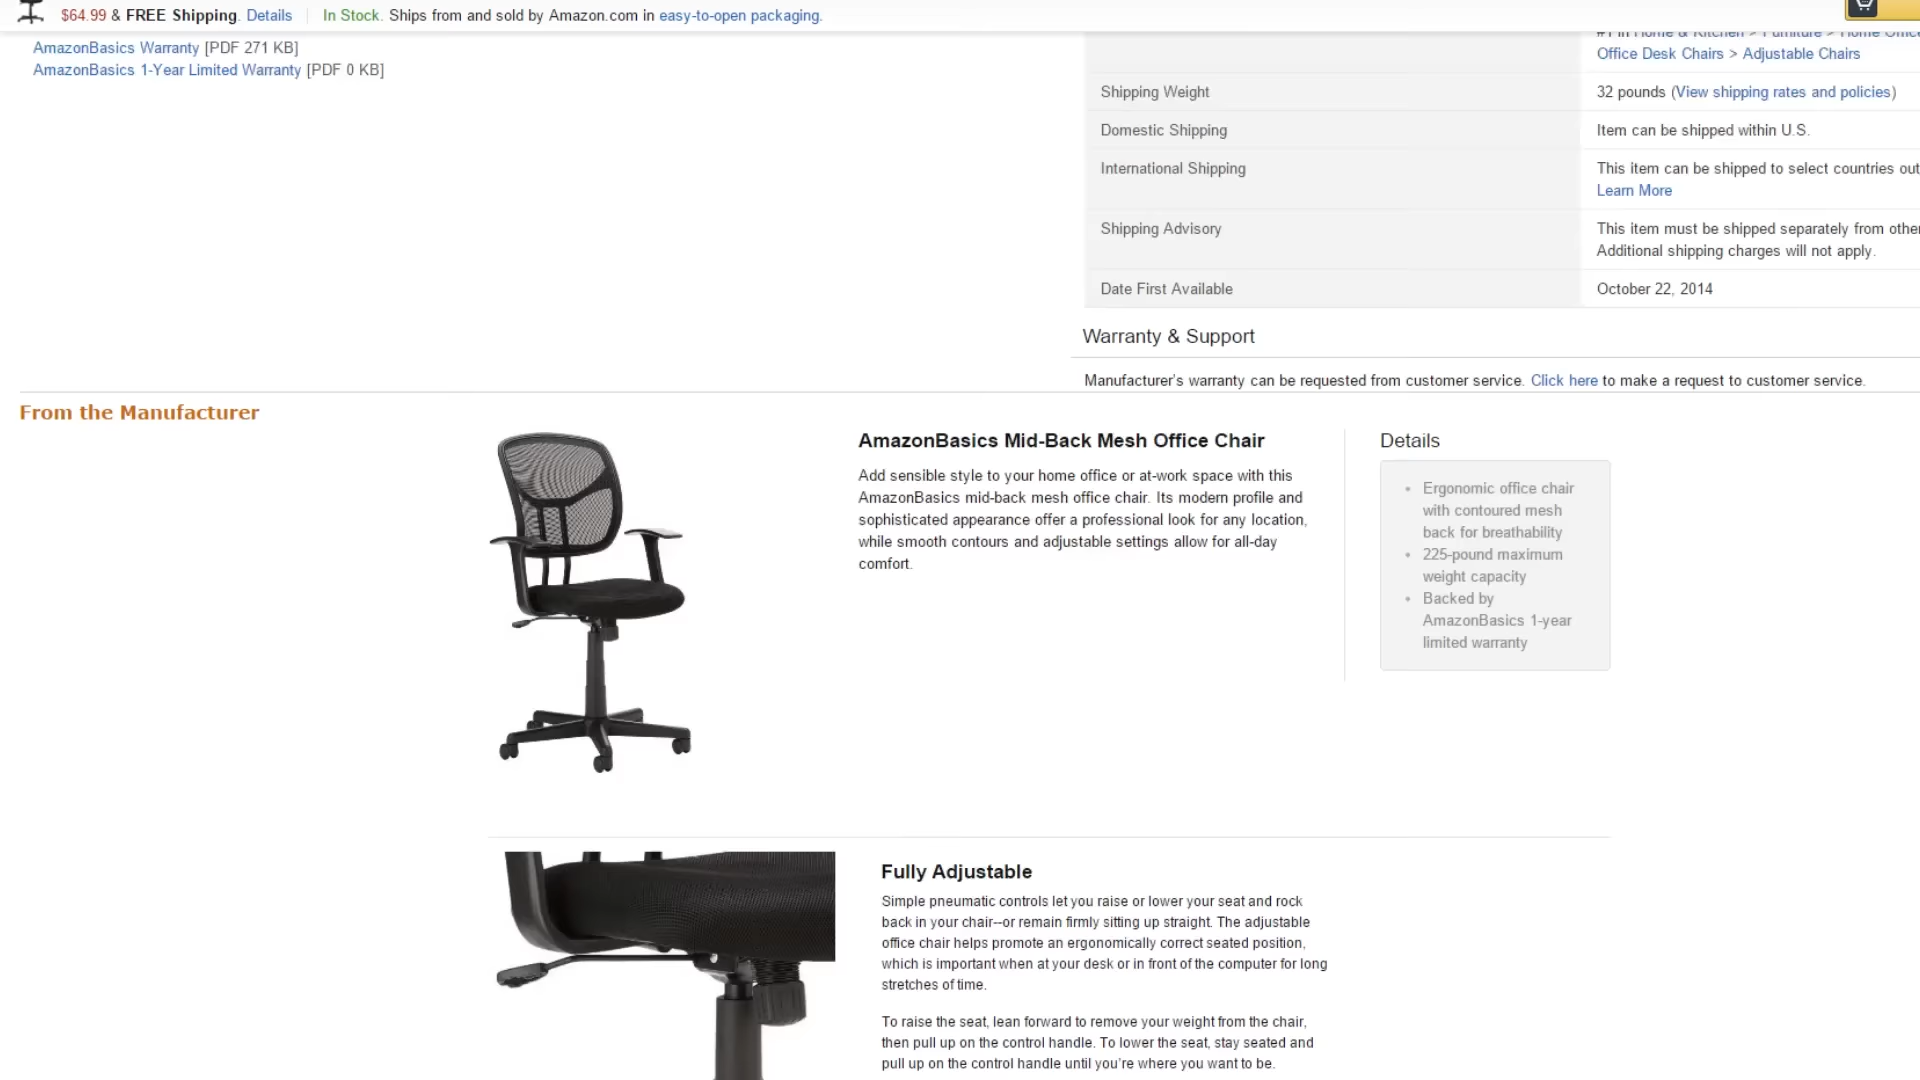 $64.99 & FREE Shipping. Details
In Stock. Ships from and sold by Amazon.com in easy-to-open packaging.
AmazonBasics Warranty [PDF 271 KB]
AmazonBasics 1-Year Limited Warranty [PDF 0 KB]
#1 in Home & Kitchen > Furniture > Home Office
Office Desk Chairs > Adjustable Chairs
Shipping Weight
32 pounds (View shipping rates and policies)
Domestic Shipping
Item can be shipped within U.S.
International Shipping
This item can be shipped to select countries out
Learn More
Shipping Advisory
This item must be shipped separately from other
Additional shipping charges will not apply.
Date First Available
October 22, 2014
Warranty & Support
Manufacturer's warranty can be requested from customer service. Click here to make a request to customer service.
From the Manufacturer
AmazonBasics Mid-Back Mesh Office Chair
Add sensible style to your home office or at-work space with this
AmazonBasics mid-back mesh office chair. Its modern profile and
sophisticated appearance offer a professional look for any location,
while smooth contours and adjustable settings allow for all-day
comfort.
Details
• Ergonomic office chair
with contoured mesh
back for breathability
• 225-pound maximum
weight capacity
• Backed by
AmazonBasics 1-year
limited warranty
Fully Adjustable
Simple pneumatic controls let you raise or lower your seat and rock
back in your chair--or remain firmly sitting up straight. The adjustable
office chair helps promote an ergonomically correct seated position,
which is important when at your desk or in front of the computer for long
stretches of time.
To raise the seat, lean forward to remove your weight from the chair,
then pull up on the control handle. To lower the seat, stay seated and
pull up on the control handle until you're where you want to be.